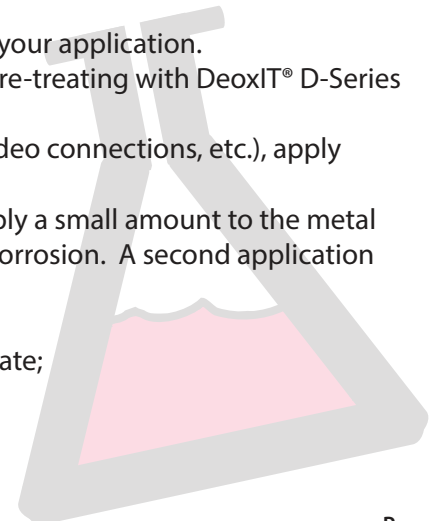 your application.
re-treating with DeoxIT® D-Series
deo connections, etc.), apply
ply a small amount to the metal
orrosion.  A second application
ate;